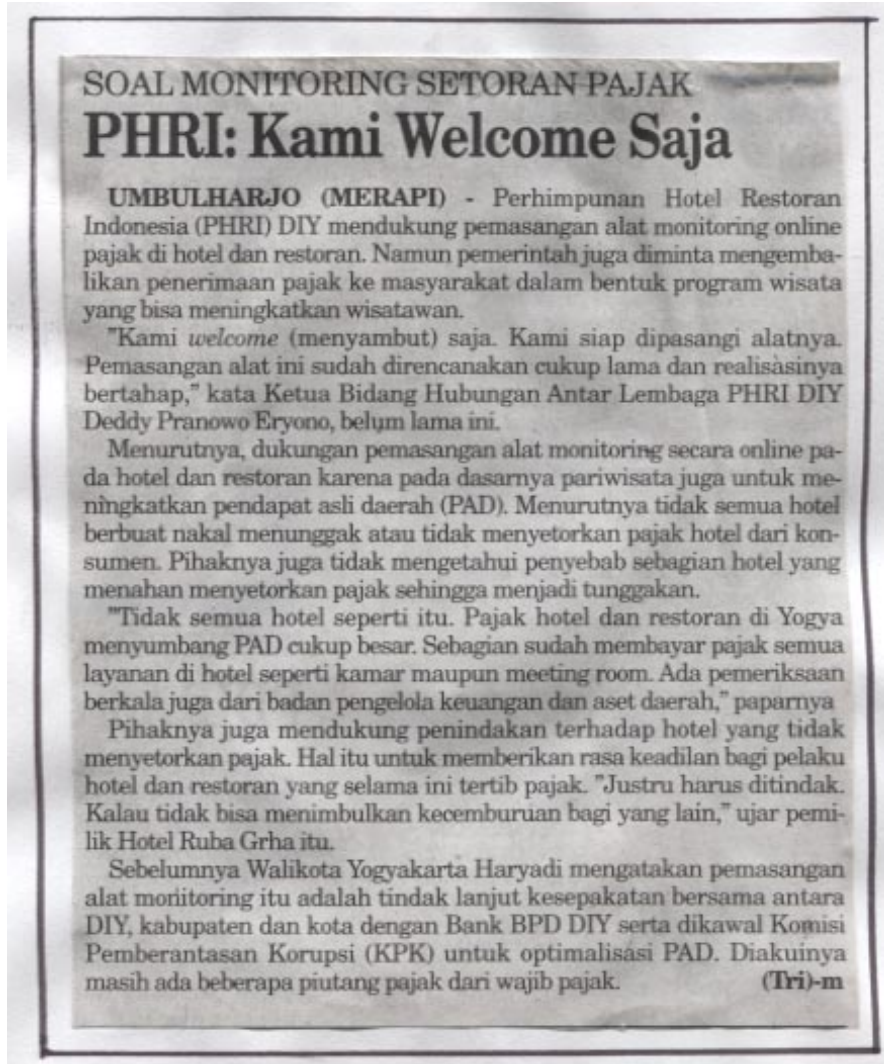 SOAL MONITORING SETORAN PAJAK
PHRI: Kami Welcome Saja
UMBULHARJO (MERAPI) - Perhimpunan Hotel Restoran
Indonesia (PHRI) DIY mendukung pemasangan alat monitoring online
pajak di hotel dan restoran. Namun pemerintah juga diminta mengemba-
likan penerimaan pajak ke masyarakat dalam bentuk program wisata
yang bisa meningkatkan wisatawan.
"Kami welcome (menyambut) saja. Kami siap dipasangi alatnya.
Pemasangan alat ini sudah direncanakan cukup lama dan realisasinya
bertahap," kata Ketua Bidang Hubungan Antar Lembaga PHRI DIY
Deddy Pranowo Eryono, belum lama ini.
Menurutnya, dukungan pemasangan alat monitoring secara online pa-
da hotel dan restoran karena pada dasarnya pariwisata juga untuk me-
ningkatkan pendapat asli daerah (PAD). Menurutnya tidak semua hotel
berbuat nakal menunggak atau tidak menyetorkan pajak hotel dari kon-
sumen. Pihaknya juga tidak mengetahui penyebab sebagian hotel yang
menahan menyetorkan pajak sehingga menjadi tunggakan.
"Tidak semua hotel seperti itu. Pajak hotel dan restoran di Yogya
menyumbang PAD cukup besar. Sebagian sudah membayar pajak semua
layanan di hotel seperti kamar maupun meeting room. Ada pemeriksaan
berkala juga dari badan pengelola keuangan dan aset daerah," paparnya
Pihaknya juga mendukung penindakan terhadap hotel yang tidak
menyetorkan pajak. Hal itu untuk memberikan rasa keadilan bagi pelaku
hotel dan restoran yang selama ini tertib pajak. "Justru harus ditindak.
Kalau tidak bisa menimbulkan kecemburuan bagi yang lain," ujar pemi-
lik Hotel Ruba Grha itu.
Sebelumnya Walikota Yogyakarta Haryadi mengatakan pemasangan
alat monitoring itu adalah tindak lanjut kesepakatan bersama antara
DIY, kabupaten dan kota dengan Bank BPD DIY serta dikawal Komisi
Pemberantasan Korupsi (KPK) untuk optimalisasi PAD. Diakuinya
masih ada beberapa piutang pajak dari wajib pajak. (Tri)-m